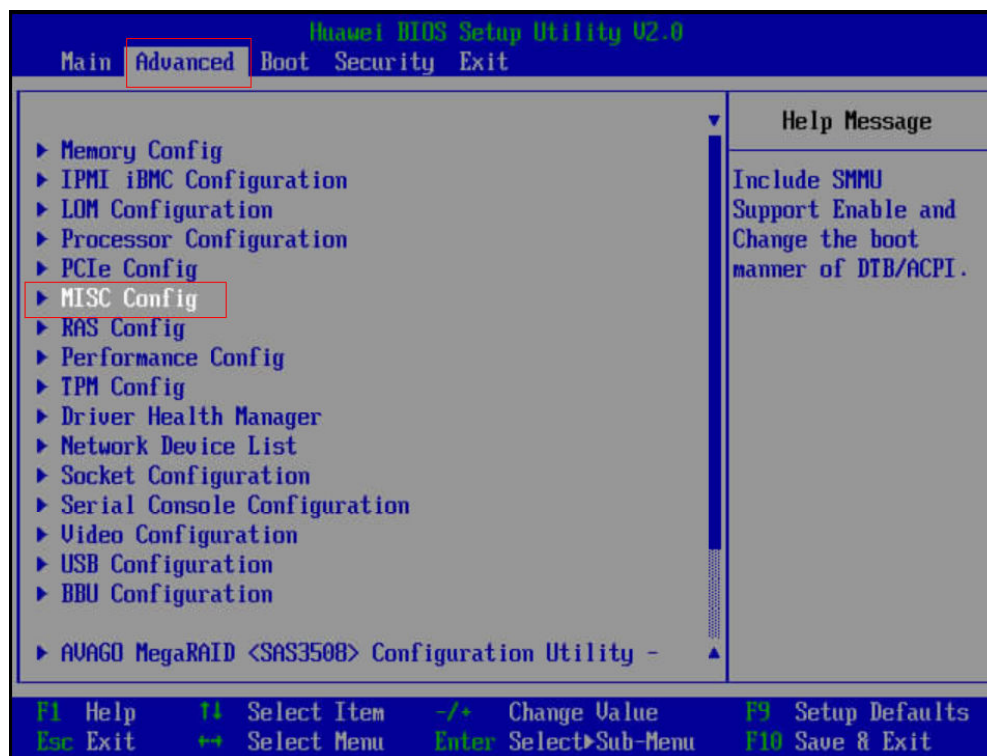 Huawei BIOS Setup Utility V2.0
Main Advanced Boot Security Exit
Help Message
▶ Memory Config
▶ IPMI iBMC Configuration
▶ LOM Configuration
▶ Processor Configuration
▶ PCIe Config
▶ MISC Config
▶ RAS Config
▶ Performance Config
▶ TPM Config
▶ Driver Health Manager
▶ Network Device List
▶ Socket Configuration
▶ Serial Console Configuration
▶ Video Configuration
▶ USB Configuration
▶ BBU Configuration
▶ AVAGO MegaRAID <SAS3508> Configuration Utility -
Include SMMU
Support Enable and
Change the boot
manner of DTB/ACPI.
F1 Help ↑↓ Select Item -/+ Change Value F9 Setup Defaults
Esc Exit ←→ Select Menu Enter Select▶Sub-Menu F10 Save & Exit